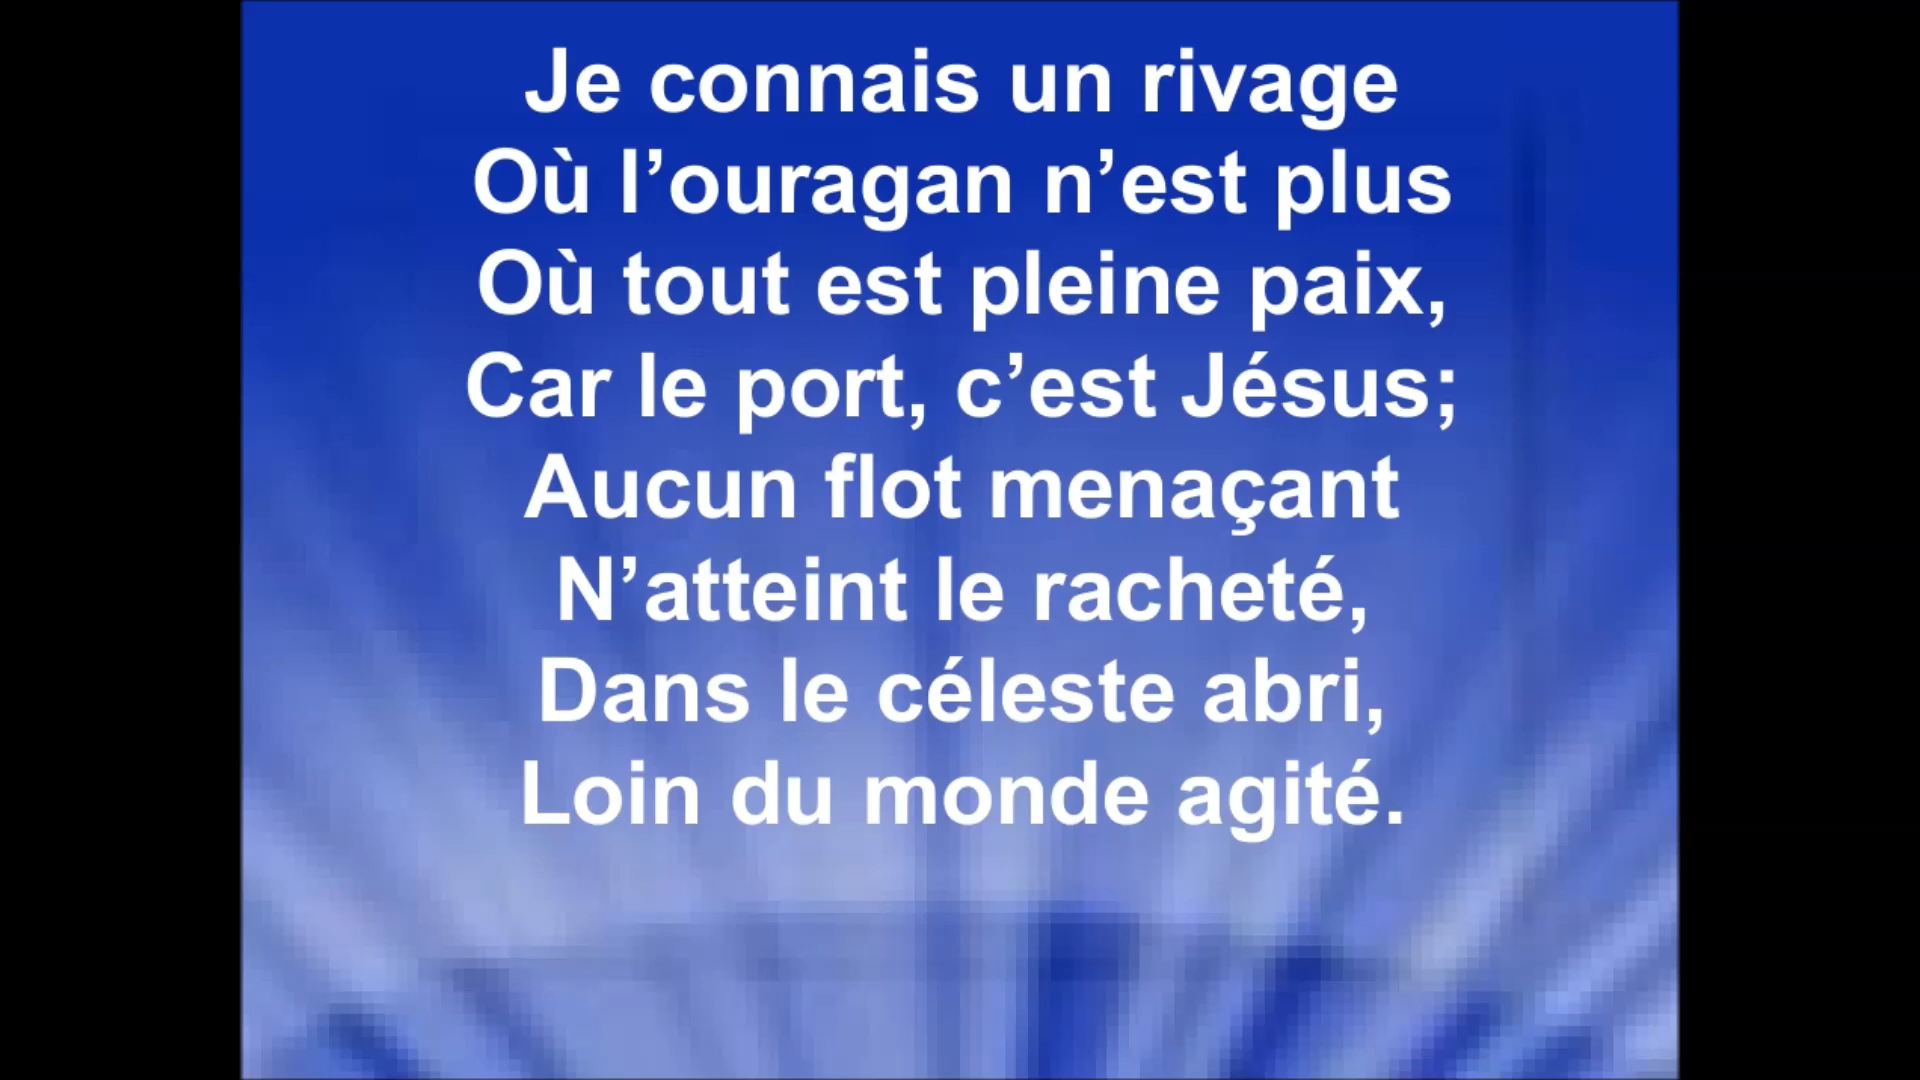 Je connais un rivage
Où l’ouragan n’est plus
Où tout est pleine paix,
Car le port, c’est Jésus;
Aucun flot menaçant
N’atteint le racheté,
Dans le céleste abri,
Loin du monde agité.